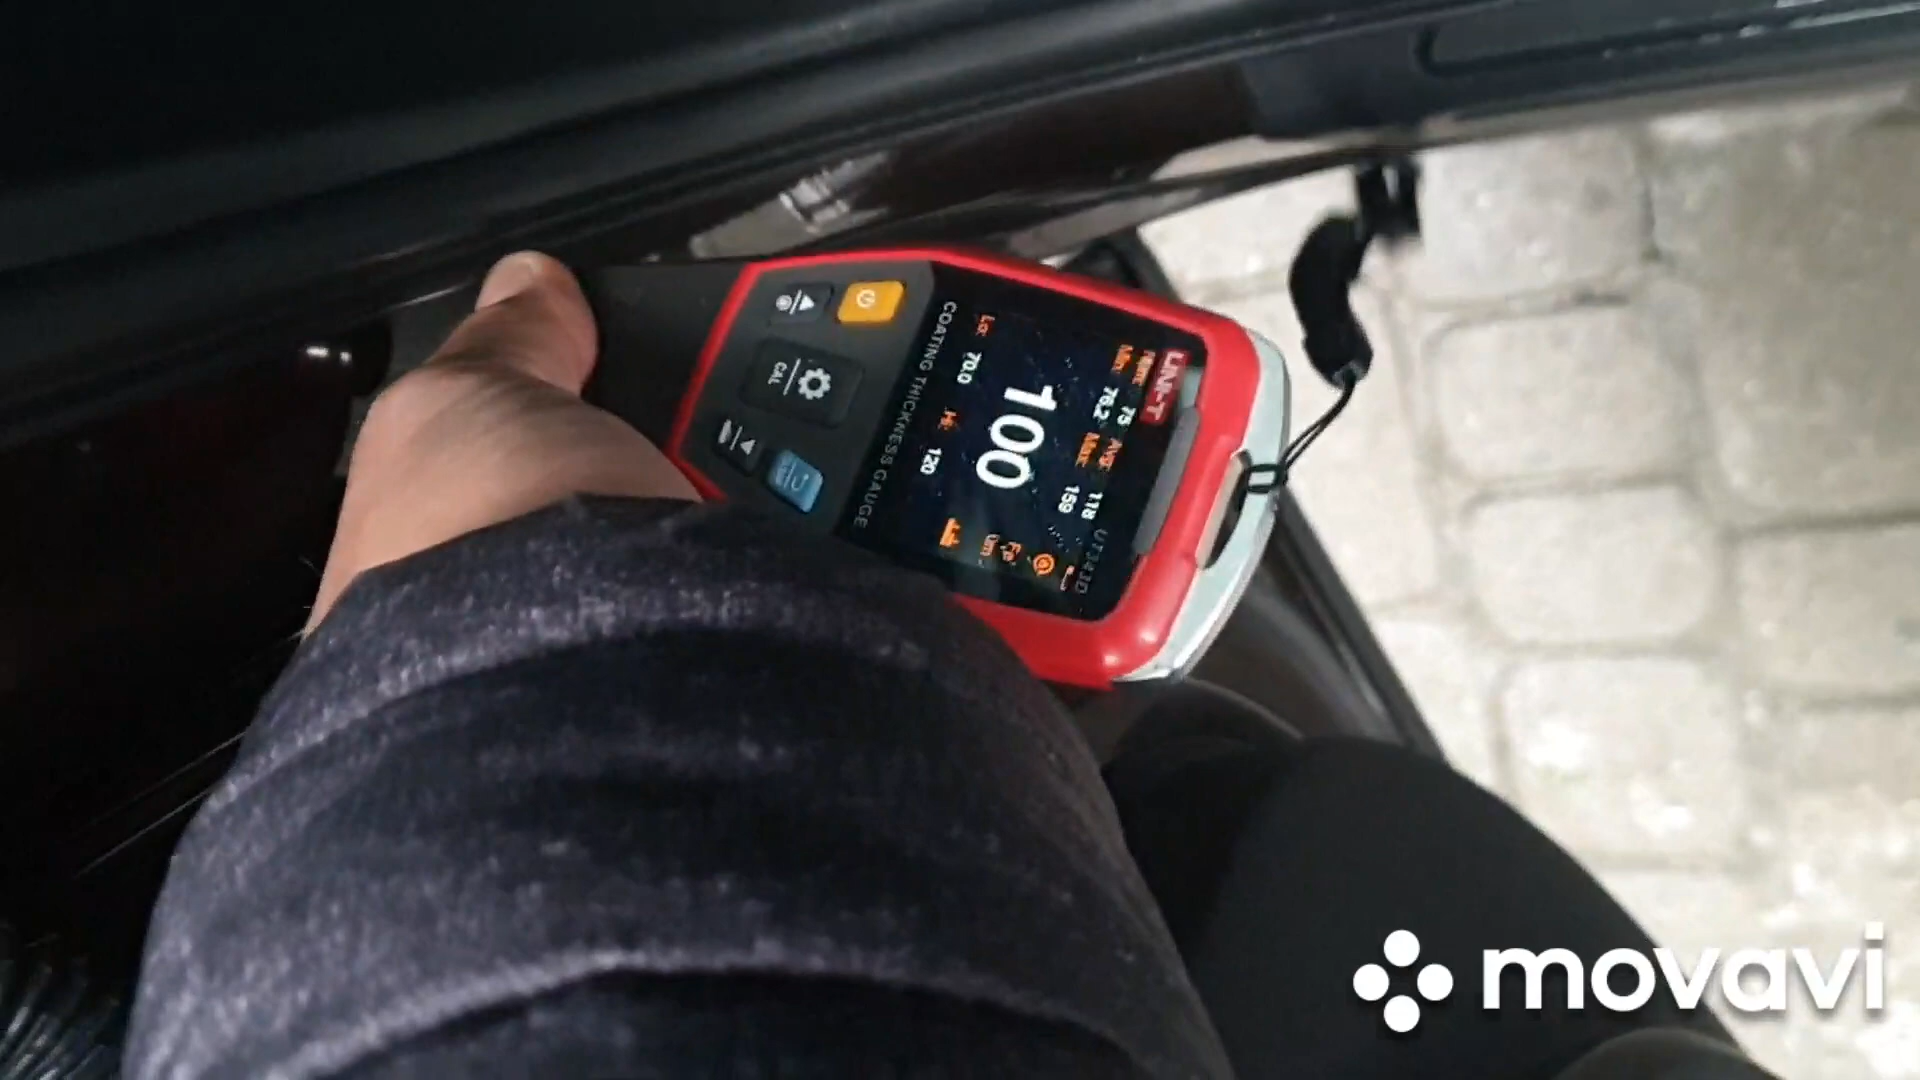 UNI-T
UT343D
Num: 75 Avg: 118
Min: 76.2 Max: 159
Fe
um
100
Lo: 70.0 Hi: 120
COATING THICKNESS GAUGE
CAL
movavi